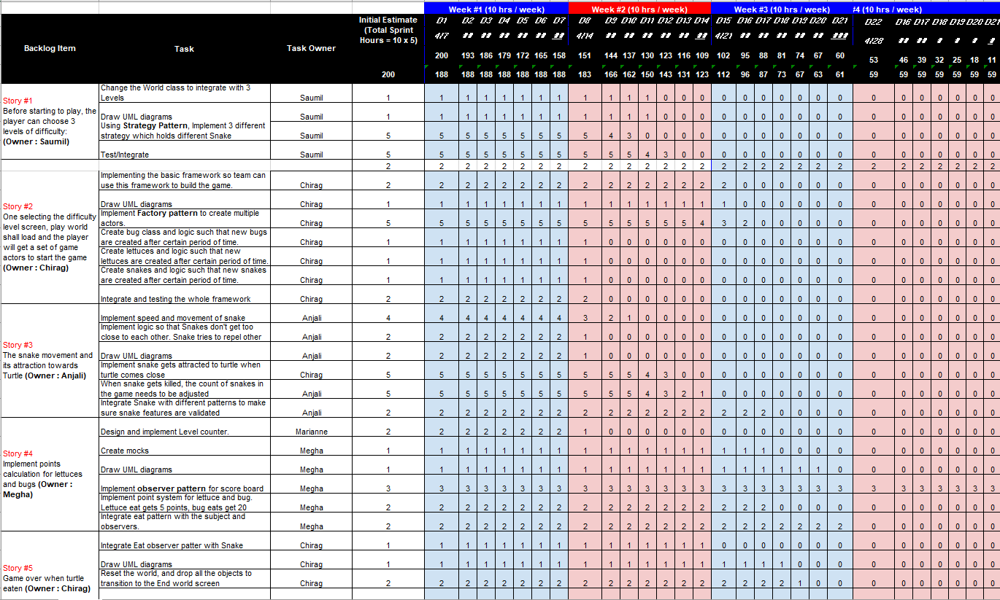 Week #1 (10 hrs / week) Week #2 (10 hrs / week) Week #3 (10 hrs / week) #4 (10 hrs / week)
Backlog Item Task Task Owner Initial Estimate (Total Sprint Hours = 10 x 5) D1 D2 D3 D4 D5 D6 D7 D8 D9 D10 D11 D12 D13 D14 D15 D16 D17 D18 D19 D20 D21 D22 D16 D17 D18 D19 D20 D21
4/7 ## ## ## ## ## ## 4/14 ## ## ## ## ## ## 4/21 ## ## ## ## ## ### 4/28 ## ## # # # #
200 193 186 179 172 165 158 151 144 137 130 123 116 109 102 95 88 81 74 67 60 53 46 39 32 25 18 11
200 188 188 188 188 188 188 188 183 166 162 150 143 131 123 112 96 87 73 67 63 61 59 59 59 59 59 59 59
Story #1
Before starting to play, the
player can choose 3
levels of difficulty:
(Owner : Saumil)
Change the World class to integrate with 3
Levels Saumil 1 1 1 1 1 1 1 1 1 1 1 1 0 0 0 0 0 0 0 0 0 0 0 0 0 0 0 0 0
Draw UML diagrams Saumil 1 1 1 1 1 1 1 1 1 1 1 1 0 0 0 0 0 0 0 0 0 0 0 0 0 0 0 0 0
Using Strategy Pattern, Implement 3 different
strategy which holds different Snake Saumil 5 5 5 5 5 5 5 5 5 4 3 0 0 0 0 0 0 0 0 0 0 0 0 0 0 0 0 0 0
Test/Integrate Saumil 5 5 5 5 5 5 5 5 5 5 5 4 3 0 0 0 0 0 0 0 0 0 0 0 0 0 0 0 0
2 2 2 2 2 2 2 2 2 2 2 2 2 2 2 2 2 2 2 2 2 2 2 2 2 2 2 2 2
Story #2
One selecting the difficulty
level screen, play world
shall load and the player
will get a set of game
actors to start the game
(Owner : Chirag)
Implementing the basic framework so team can
use this framework to build the game. Chirag 2 2 2 2 2 2 2 2 2 2 2 2 2 2 2 2 0 0 0 0 0 0 0 0 0 0 0 0 0
Draw UML diagrams Chirag 1 1 1 1 1 1 1 1 1 1 1 1 1 1 1 1 0 0 0 0 0 0 0 0 0 0 0 0 0
Implement Factory pattern to create multiple
actors. Chirag 5 5 5 5 5 5 5 5 5 5 5 5 5 5 4 3 2 0 0 0 0 0 0 0 0 0 0 0 0
Create bug class and logic such that new bugs
are created after certain period of time. Chirag 1 1 1 1 1 1 1 1 1 0 0 0 0 0 0 0 0 0 0 0 0 0 0 0 0 0 0 0 0
Create lettuces and logic such that new
lettuces are created after certain period of time. Chirag 1 1 1 1 1 1 1 1 1 0 0 0 0 0 0 0 0 0 0 0 0 0 0 0 0 0 0 0 0
Create snakes and logic such that new snakes
are created after certain period of time. Chirag 1 1 1 1 1 1 1 1 1 0 0 0 0 0 0 0 0 0 0 0 0 0 0 0 0 0 0 0 0
Integrate and testing the whole framework Chirag 2 2 2 2 2 2 2 2 2 0 0 0 0 0 0 0 0 0 0 0 0 0 0 0 0 0 0 0 0
Story #3
The snake movement and
its attraction towards
Turtle (Owner : Anjali)
Implement speed and movement of snake Anjali 4 4 4 4 4 4 4 4 3 2 1 0 0 0 0 0 0 0 0 0 0 0 0 0 0 0 0 0 0
Implement logic so that Snakes don't get too
close to each other. Snake tries to repel other Anjali 2 2 2 2 2 2 2 2 1 0 0 0 0 0 0 0 0 0 0 0 0 0 0 0 0 0 0 0 0
Draw UML diagrams Anjali 2 2 2 2 2 2 2 2 1 0 0 0 0 0 0 0 0 0 0 0 0 0 0 0 0 0 0 0 0
Implement snake gets attracted to turtle when
turtle comes close Chirag 5 5 5 5 5 5 5 5 5 5 5 4 3 0 0 0 0 0 0 0 0 0 0 0 0 0 0 0 0
When snake gets killed, the count of snakes in
the game needs to be adjusted Anjali 5 5 5 5 5 5 5 5 5 5 5 4 3 2 1 0 0 0 0 0 0 0 0 0 0 0 0 0 0
Integrate Snake with different patterns to make
sure snake features are validated Anjali 2 2 2 2 2 2 2 2 2 2 2 2 2 2 2 2 2 2 0 0 0 0 0 0 0 0 0 0 0
Story #4
Implement points
calculation for lettuces
and bugs (Owner :
Megha)
Design and implement Level counter. Marianne 2 2 2 2 2 2 2 2 1 0 0 0 0 0 0 0 0 0 0 0 0 0 0 0 0 0 0 0 0
Create mocks Megha 1 1 1 1 1 1 1 1 1 1 1 1 1 1 1 1 1 1 0 0 0 0 0 0 0 0 0 0 0
Draw UML diagrams Megha 1 1 1 1 1 1 1 1 1 1 1 1 1 1 1 1 1 1 1 1 1 0 0 0 0 0 0 0 0
Implement observer pattern for score board Megha 3 3 3 3 3 3 3 3 3 3 3 3 3 3 3 3 3 3 3 3 3 3 3 3 3 3 3 3 3
Implement point system for lettuce and bug.
Lettuce eat gets 5 points, bug eats get 20 Megha 2 2 2 2 2 2 2 2 2 2 2 2 2 2 2 2 2 2 0 0 0 0 0 0 0 0 0 0 0
Integrate eat pattern with the subject and
observers. Megha 2 2 2 2 2 2 2 2 2 2 2 2 2 2 2 2 2 2 2 2 2 2 0 0 0 0 0 0 0
Story #5
Game over when turtle
eaten (Owner : Chirag)
Integrate Eat observer patter with Snake Chirag 1 1 1 1 1 1 1 1 1 1 1 1 1 1 1 0 0 0 0 0 0 0 0 0 0 0 0 0 0
Draw UML diagrams Chirag 1 1 1 1 1 1 1 1 1 1 1 1 1 1 1 1 1 1 1 0 0 0 0 0 0 0 0 0 0
Reset the world, and drop all the objects to
transition to the End world screen Chirag 2 2 2 2 2 2 2 2 2 2 2 2 2 2 2 2 2 2 2 1 0 0 0 0 0 0 0 0 0